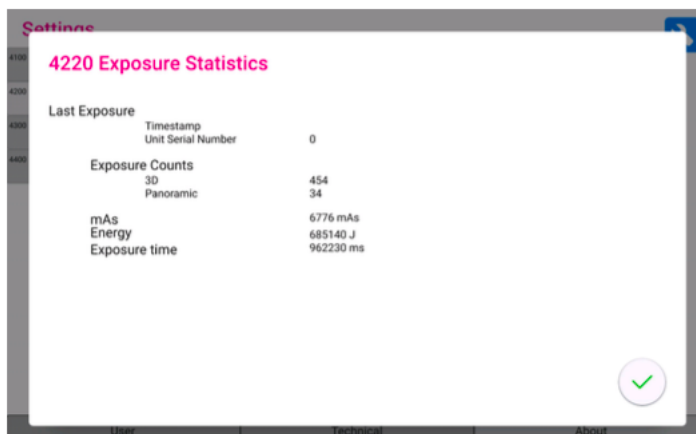 Settings
4100
4200
4300
4400
4220 Exposure Statistics
Last Exposure
Timestamp
Unit Serial Number 0
Exposure Counts
3D 454
Panoramic 34
mAs 6776 mAs
Energy 685140 J
Exposure time 962230 ms
User Technical About